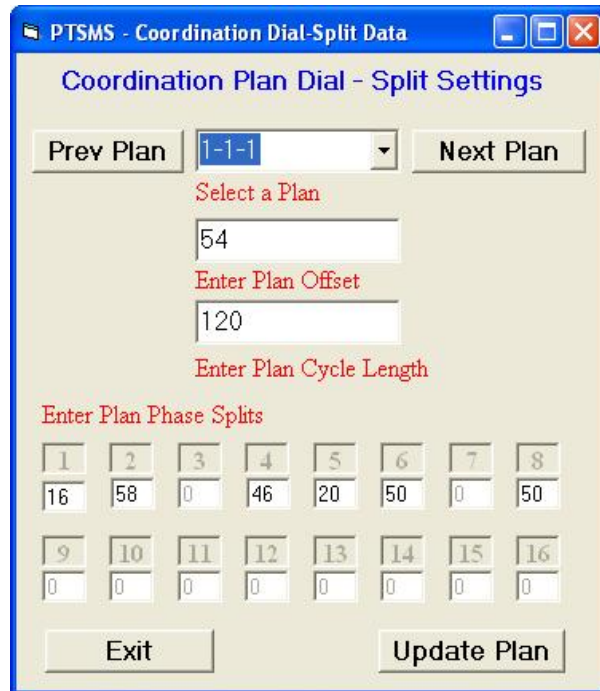 PTSMS - Coordination Dial-Split Data
Coordination Plan Dial - Split Settings
Prev Plan 1-1-1 Next Plan
Select a Plan
54
Enter Plan Offset
120
Enter Plan Cycle Length
Enter Plan Phase Splits
1 2 3 4 5 6 7 8
16 58 0 46 20 50 0 50
9 10 11 12 13 14 15 16
0 0 0 0 0 0 0 0
Exit Update Plan